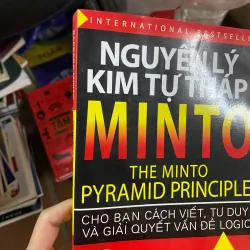 INTERNATIONAL BESTSELLER
NGUYÊN LÝ
KIM TỰ THÁP
MINTO
THE MINTO
PYRAMID PRINCIPLE
CHO BẠN CÁCH VIẾT, TƯ DUY
VÀ GIẢI QUYẾT VẤN ĐỀ LOGIC